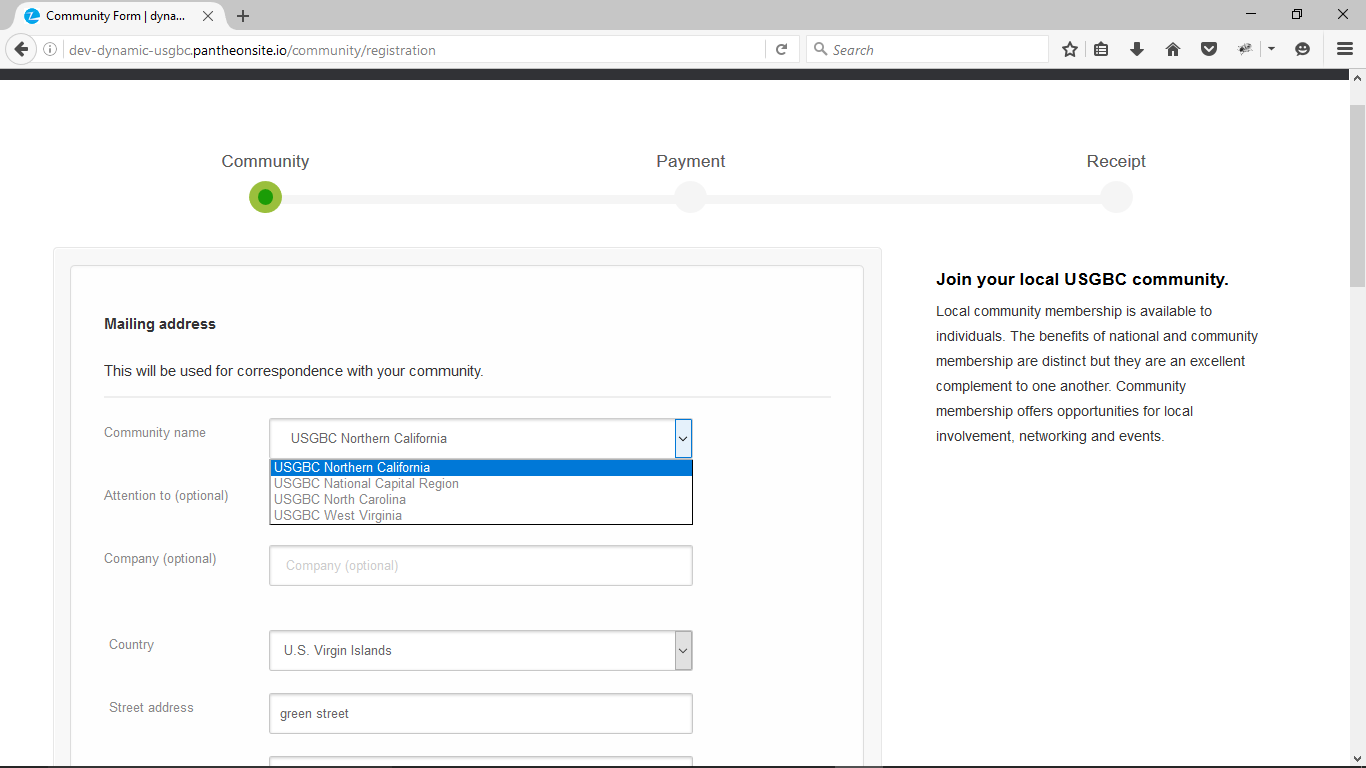 Community Form | dyna...
dev-dynamic-usgbc.pantheonsite.io/community/registration
Search
Community
Payment
Receipt
Mailing address
This will be used for correspondence with your community.
Community name
USGBC Northern California
USGBC Northern California
USGBC National Capital Region
USGBC North Carolina
USGBC West Virginia
Attention to (optional)
Company (optional)
Company (optional)
Country
U.S. Virgin Islands
Street address
green street
Join your local USGBC community.
Local community membership is available to
individuals. The benefits of national and community
membership are distinct but they are an excellent
complement to one another. Community
membership offers opportunities for local
involvement, networking and events.